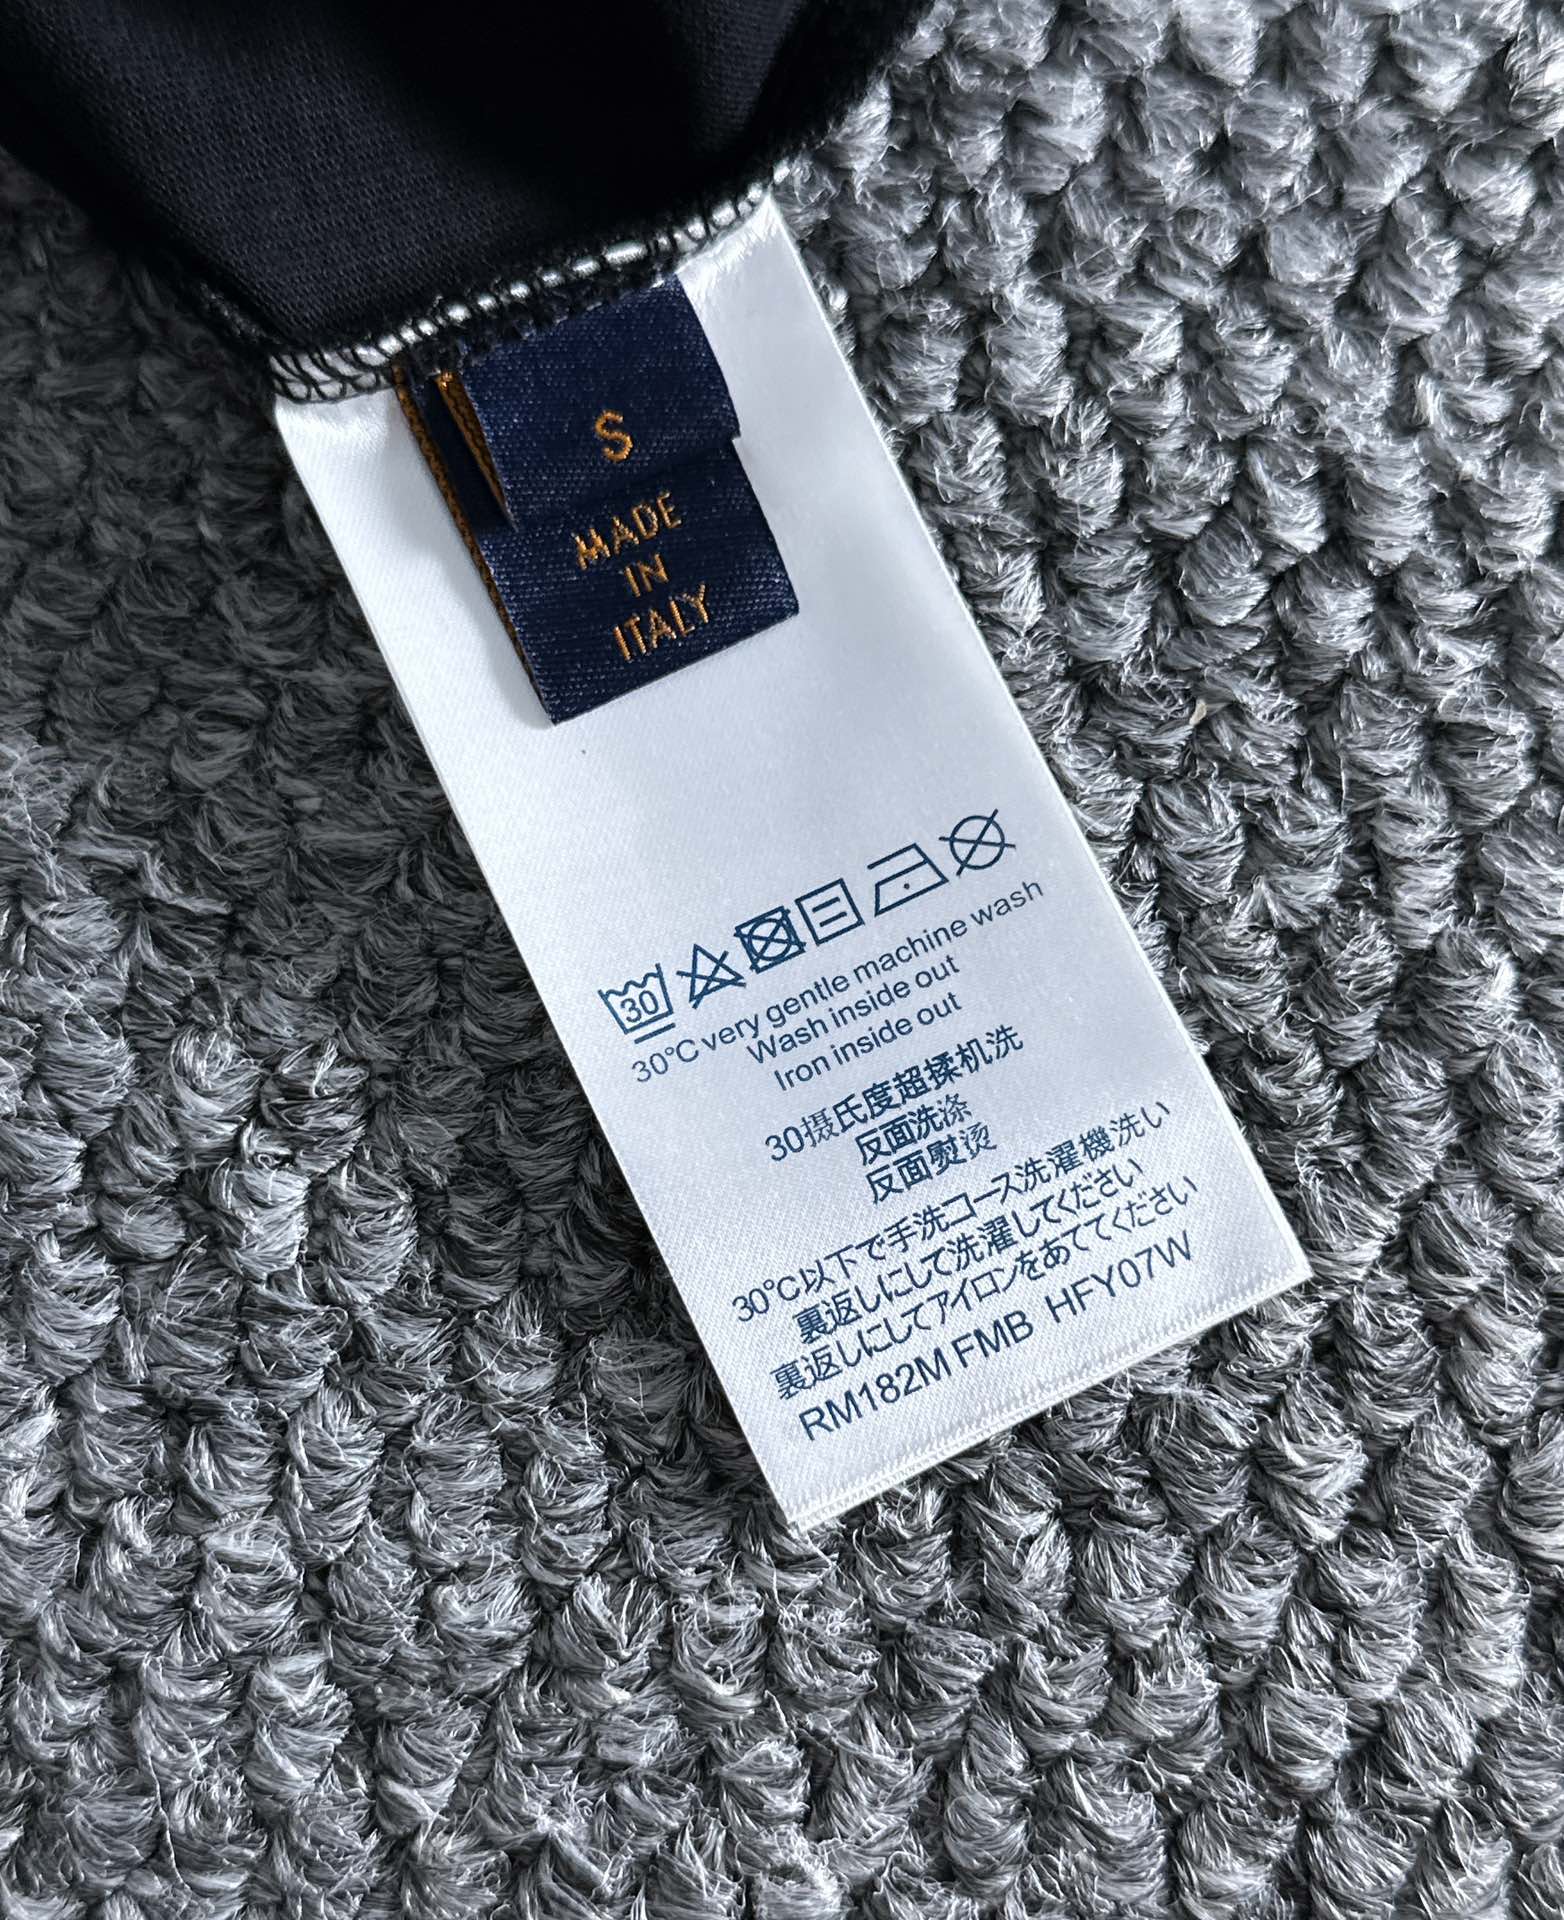 S
MADE
IN
ITALY
30
30°C very gentle machine wash
Wash inside out
Iron inside out
30摄氏度超揉机洗
反面洗涤
反面熨烫
30°C以下で手洗コース洗濯機洗い
裏返しにして洗濯してください
裏返しにしてアイロンをあててください
RM182M FMB HFY07W